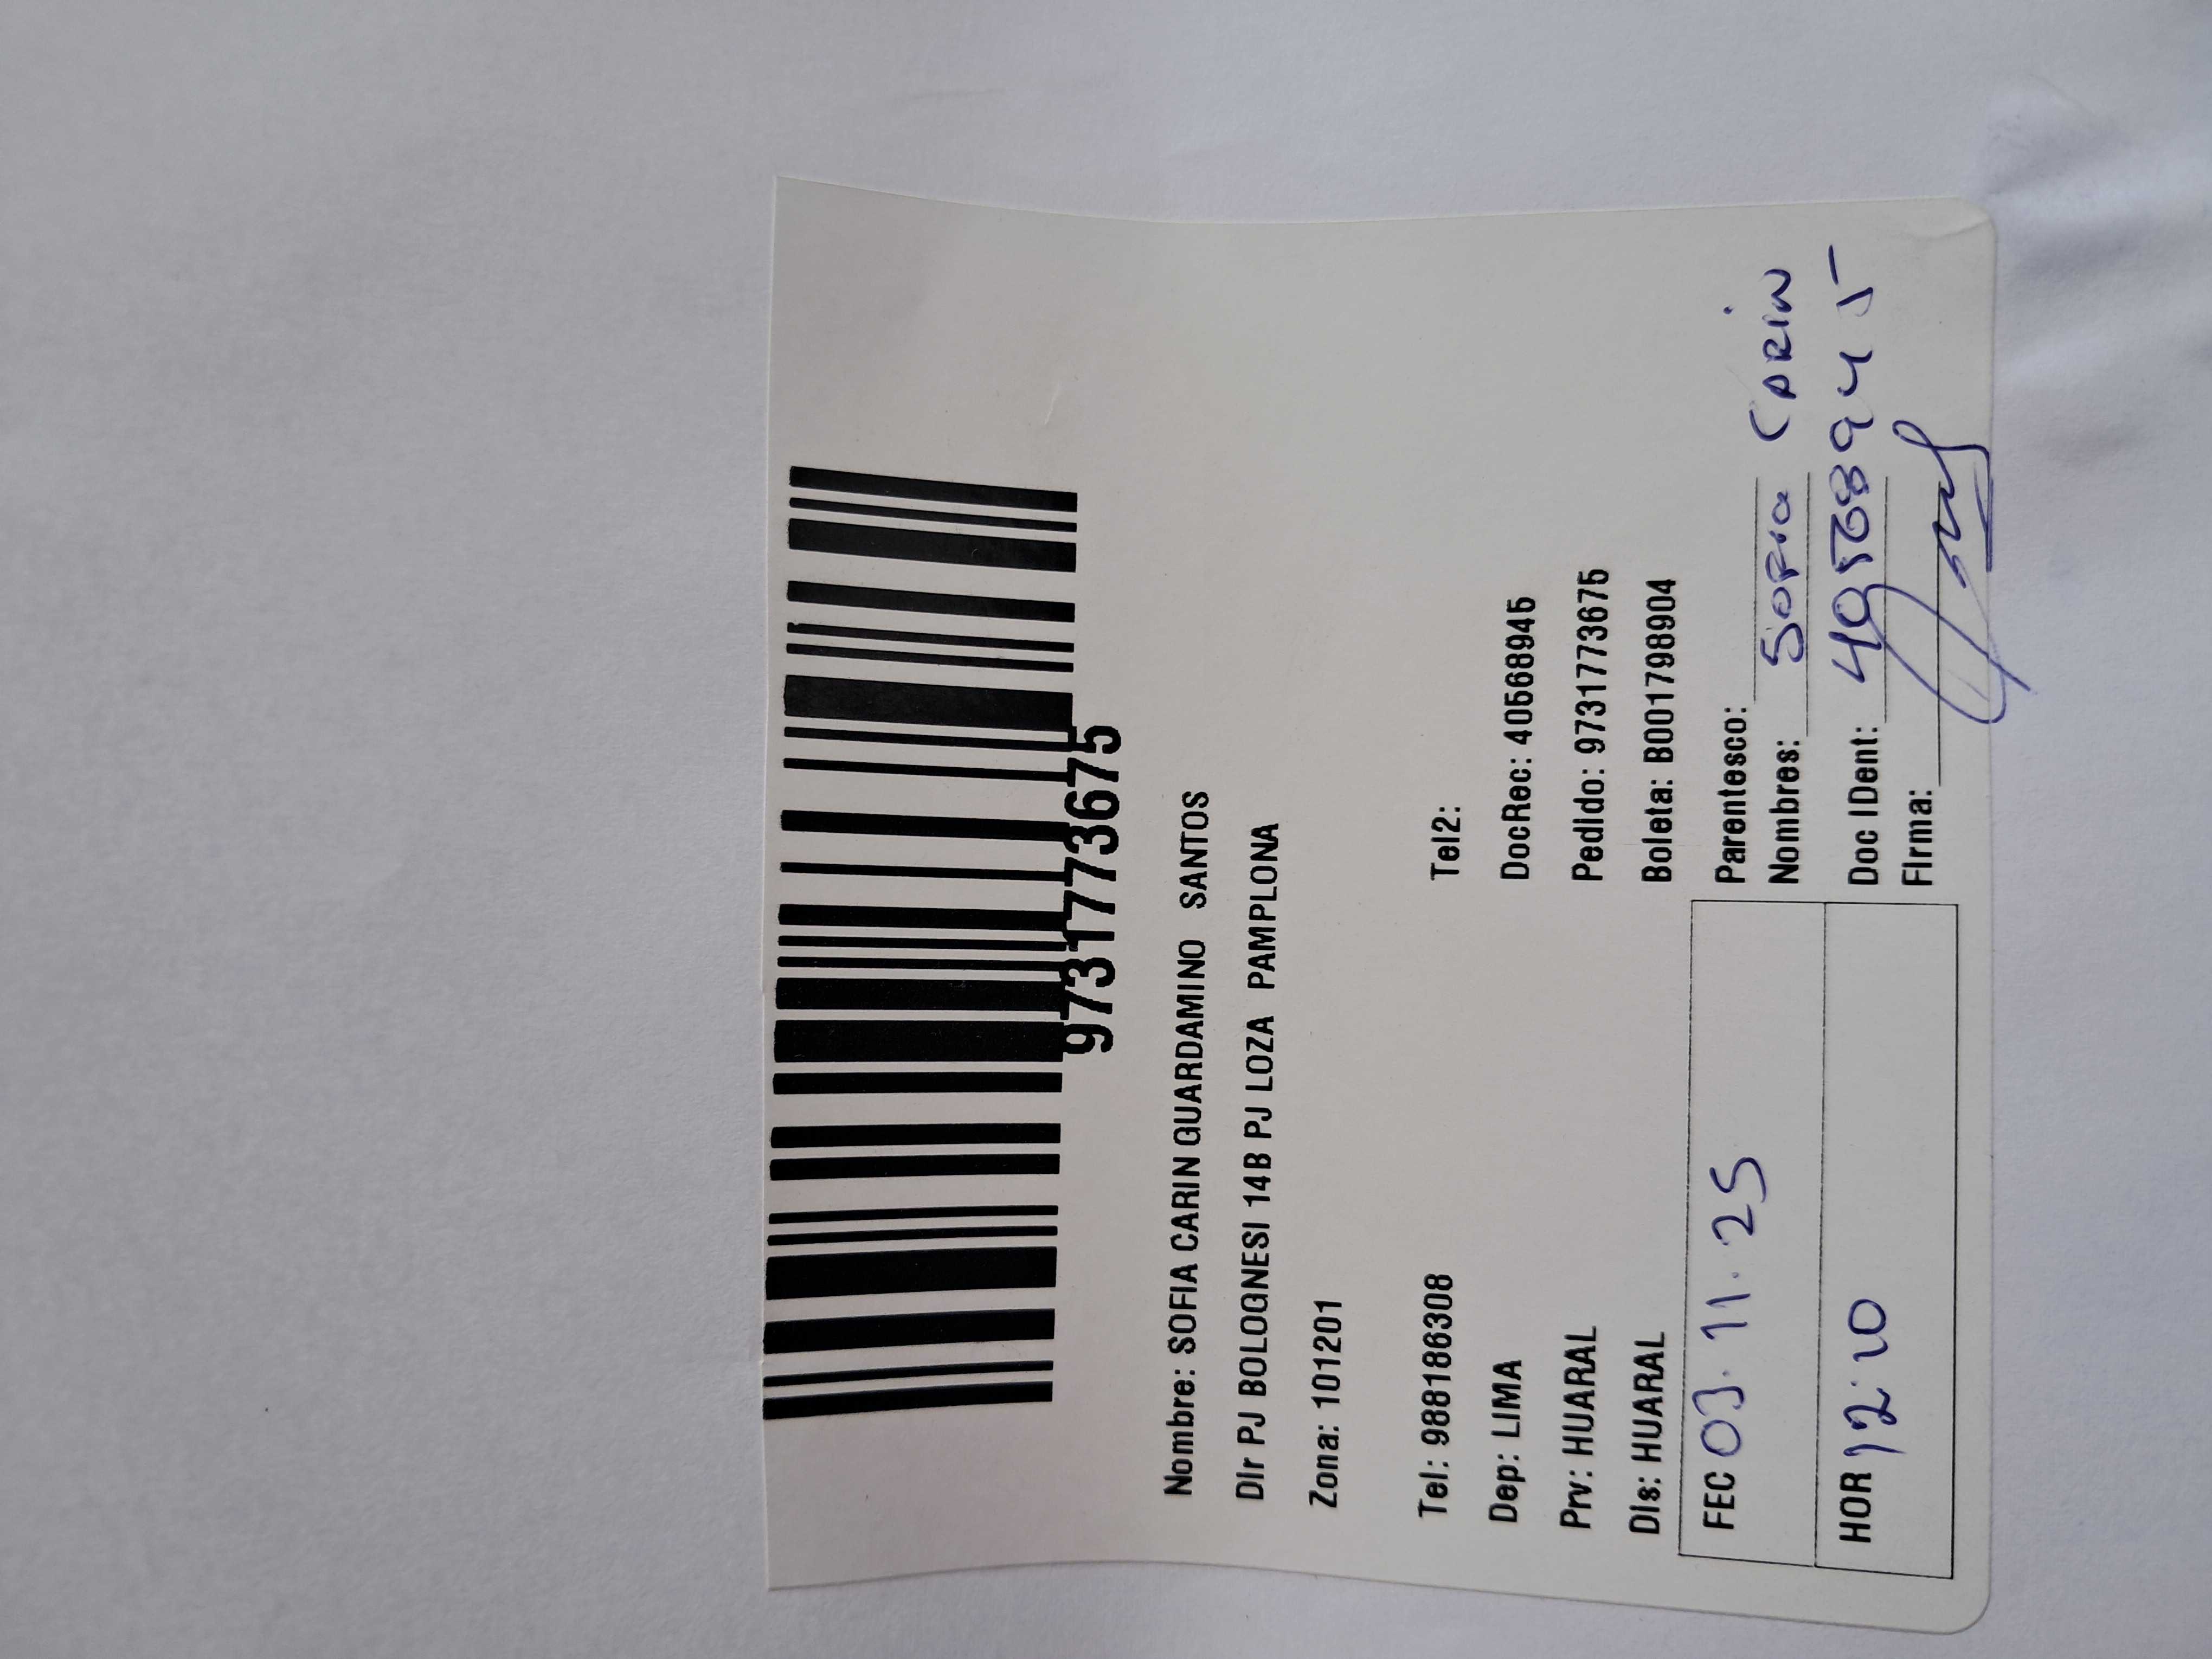 9731773675
Nombre: SOFIA CARIN GUARDAMINO SANTOS
Dir PJ BOLOGNESI 14B PJ LOZA PAMPLONA
Zona: 101201
Tel: 988186308 Tel2:
Dep: LIMA DocRec: 40568945
Prv: HUARAL Pedido: 9731773675
Dis: HUARAL Boleta: B001798904
FEC 03.11.25 Parentesco:
Nombres: Sofia Carin
HOR 12:10 Doc IDent: 40568945
Firma: